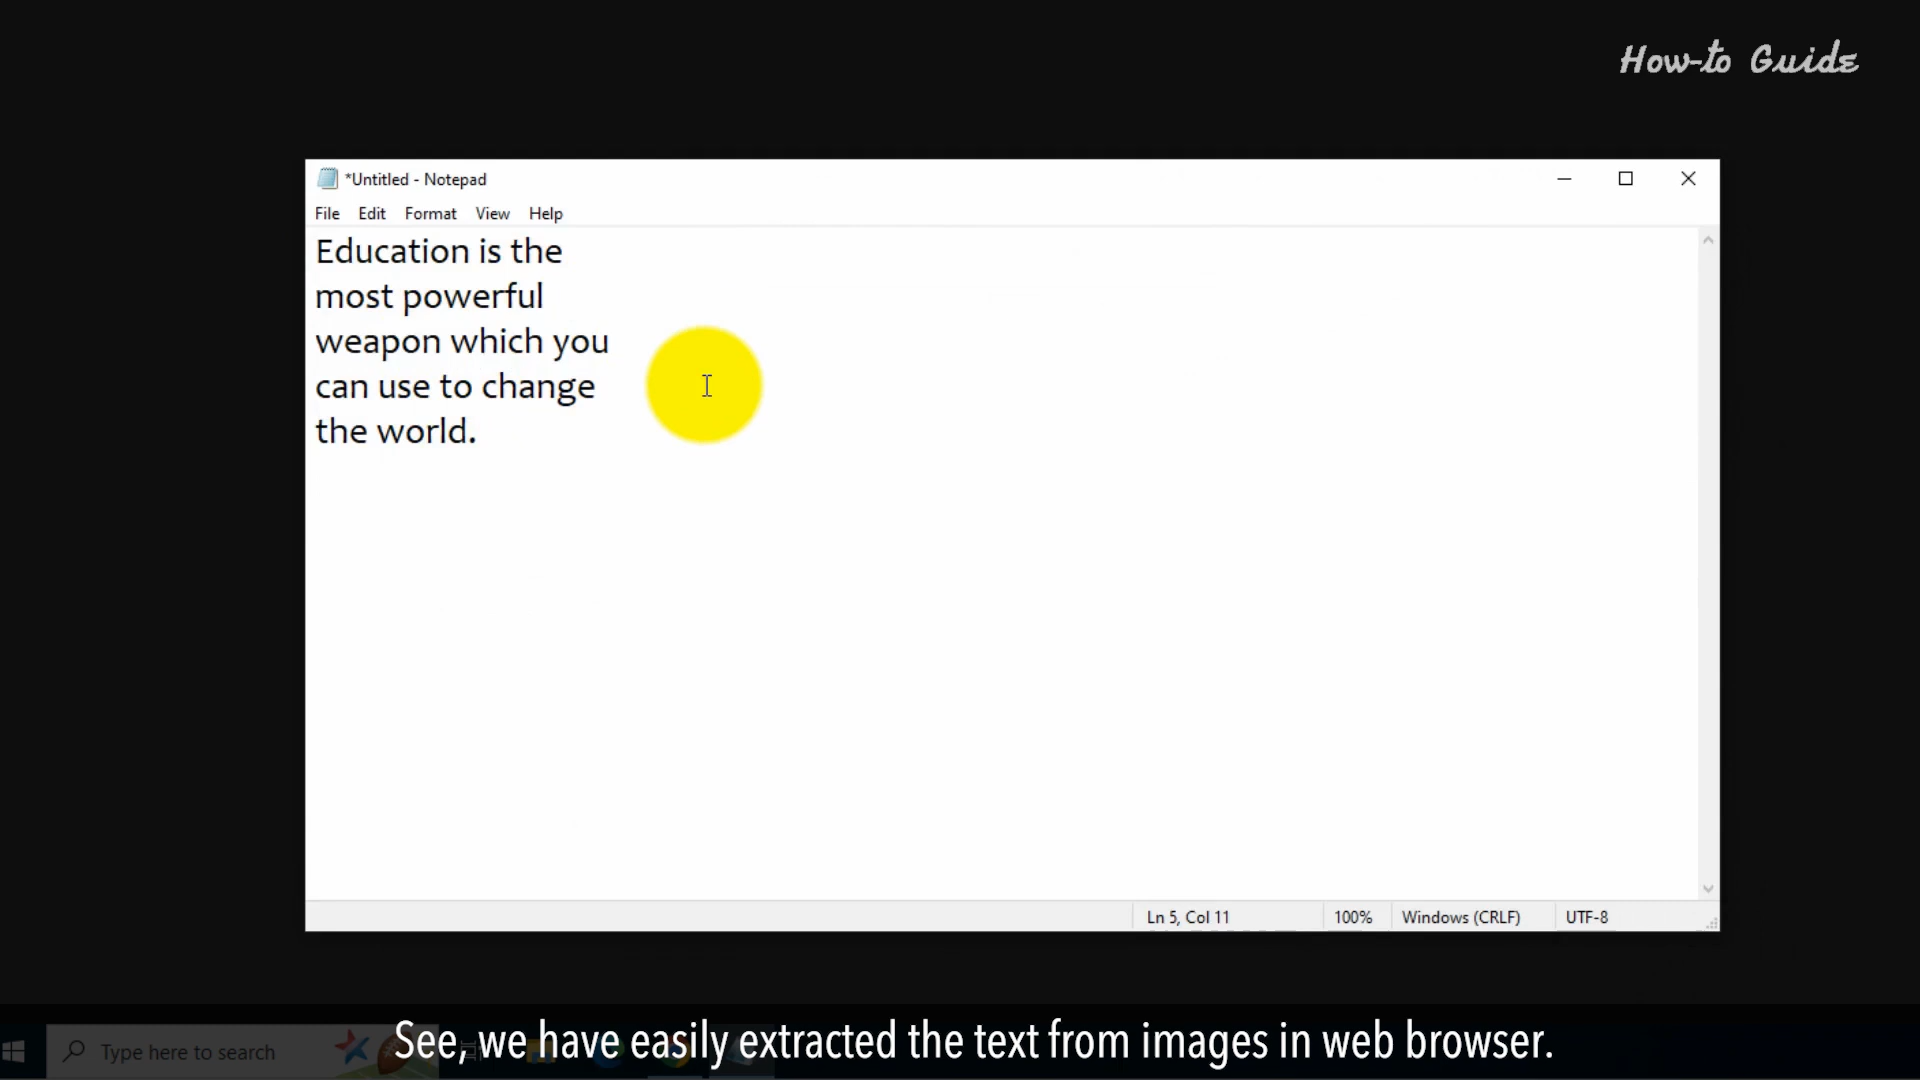 How-to Guide
*Untitled - Notepad
File Edit Format View Help
Education is the
most powerful
weapon which you
can use to change
the world.
Ln 5, Col 11 100% Windows (CRLF) UTF-8
Type here to search
See, we have easily extracted the text from images in web browser.